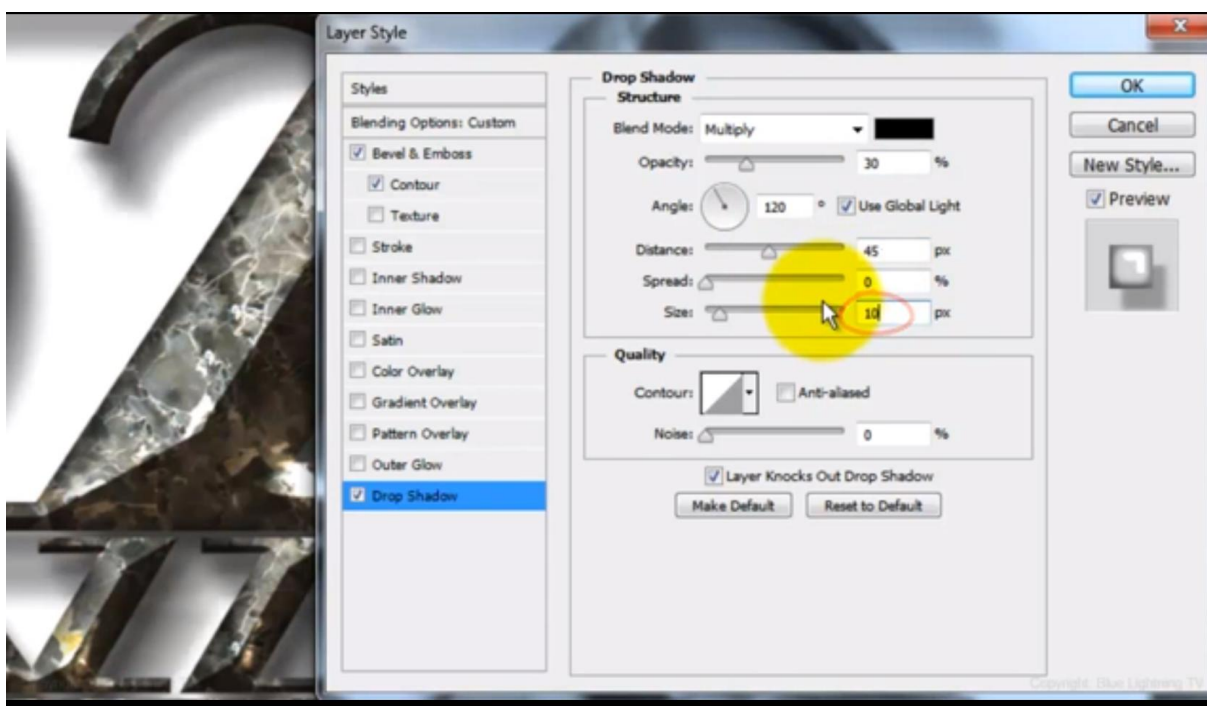 Layer Style
Styles
Blending Options: Custom
Bevel & Emboss
Contour
Texture
Stroke
Inner Shadow
Inner Glow
Satin
Color Overlay
Gradient Overlay
Pattern Overlay
Outer Glow
Drop Shadow
Drop Shadow
Structure
Blend Mode: Multiply
Opacity: 30 %
Angle: 120 ° Use Global Light
Distance: 45 px
Spread: 0 %
Size: 10 px
Quality
Contour: Anti-aliased
Noise: 0 %
Layer Knocks Out Drop Shadow
Make Default Reset to Default
OK
Cancel
New Style...
Preview
Copyright: Blue Lightning TV
2